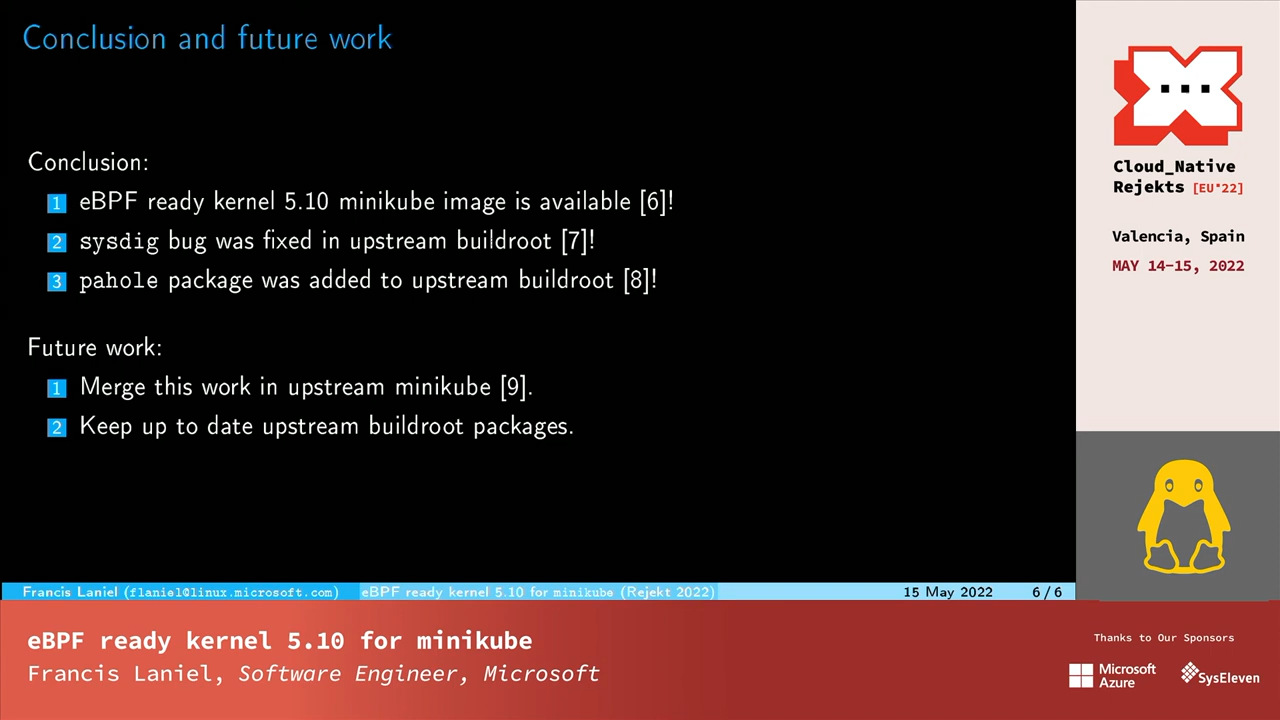 Conclusion and future work
Conclusion:
1 eBPF ready kernel 5.10 minikube image is available [6]!
2 sysdig bug was fixed in upstream buildroot [7]!
3 pahole package was added to upstream buildroot [8]!
Future work:
1 Merge this work in upstream minikube [9].
2 Keep up to date upstream buildroot packages.
Francis Laniel (flaniel@linux.microsoft.com) eBPF ready kernel 5.10 for minikube (Rejekt 2022) 15 May 2022 6 / 6
Cloud_Native
Rejekts [EU*22]
Valencia, Spain
MAY 14-15, 2022
eBPF ready kernel 5.10 for minikube
Francis Laniel, Software Engineer, Microsoft
Thanks to Our Sponsors
Microsoft
Azure
SysEleven